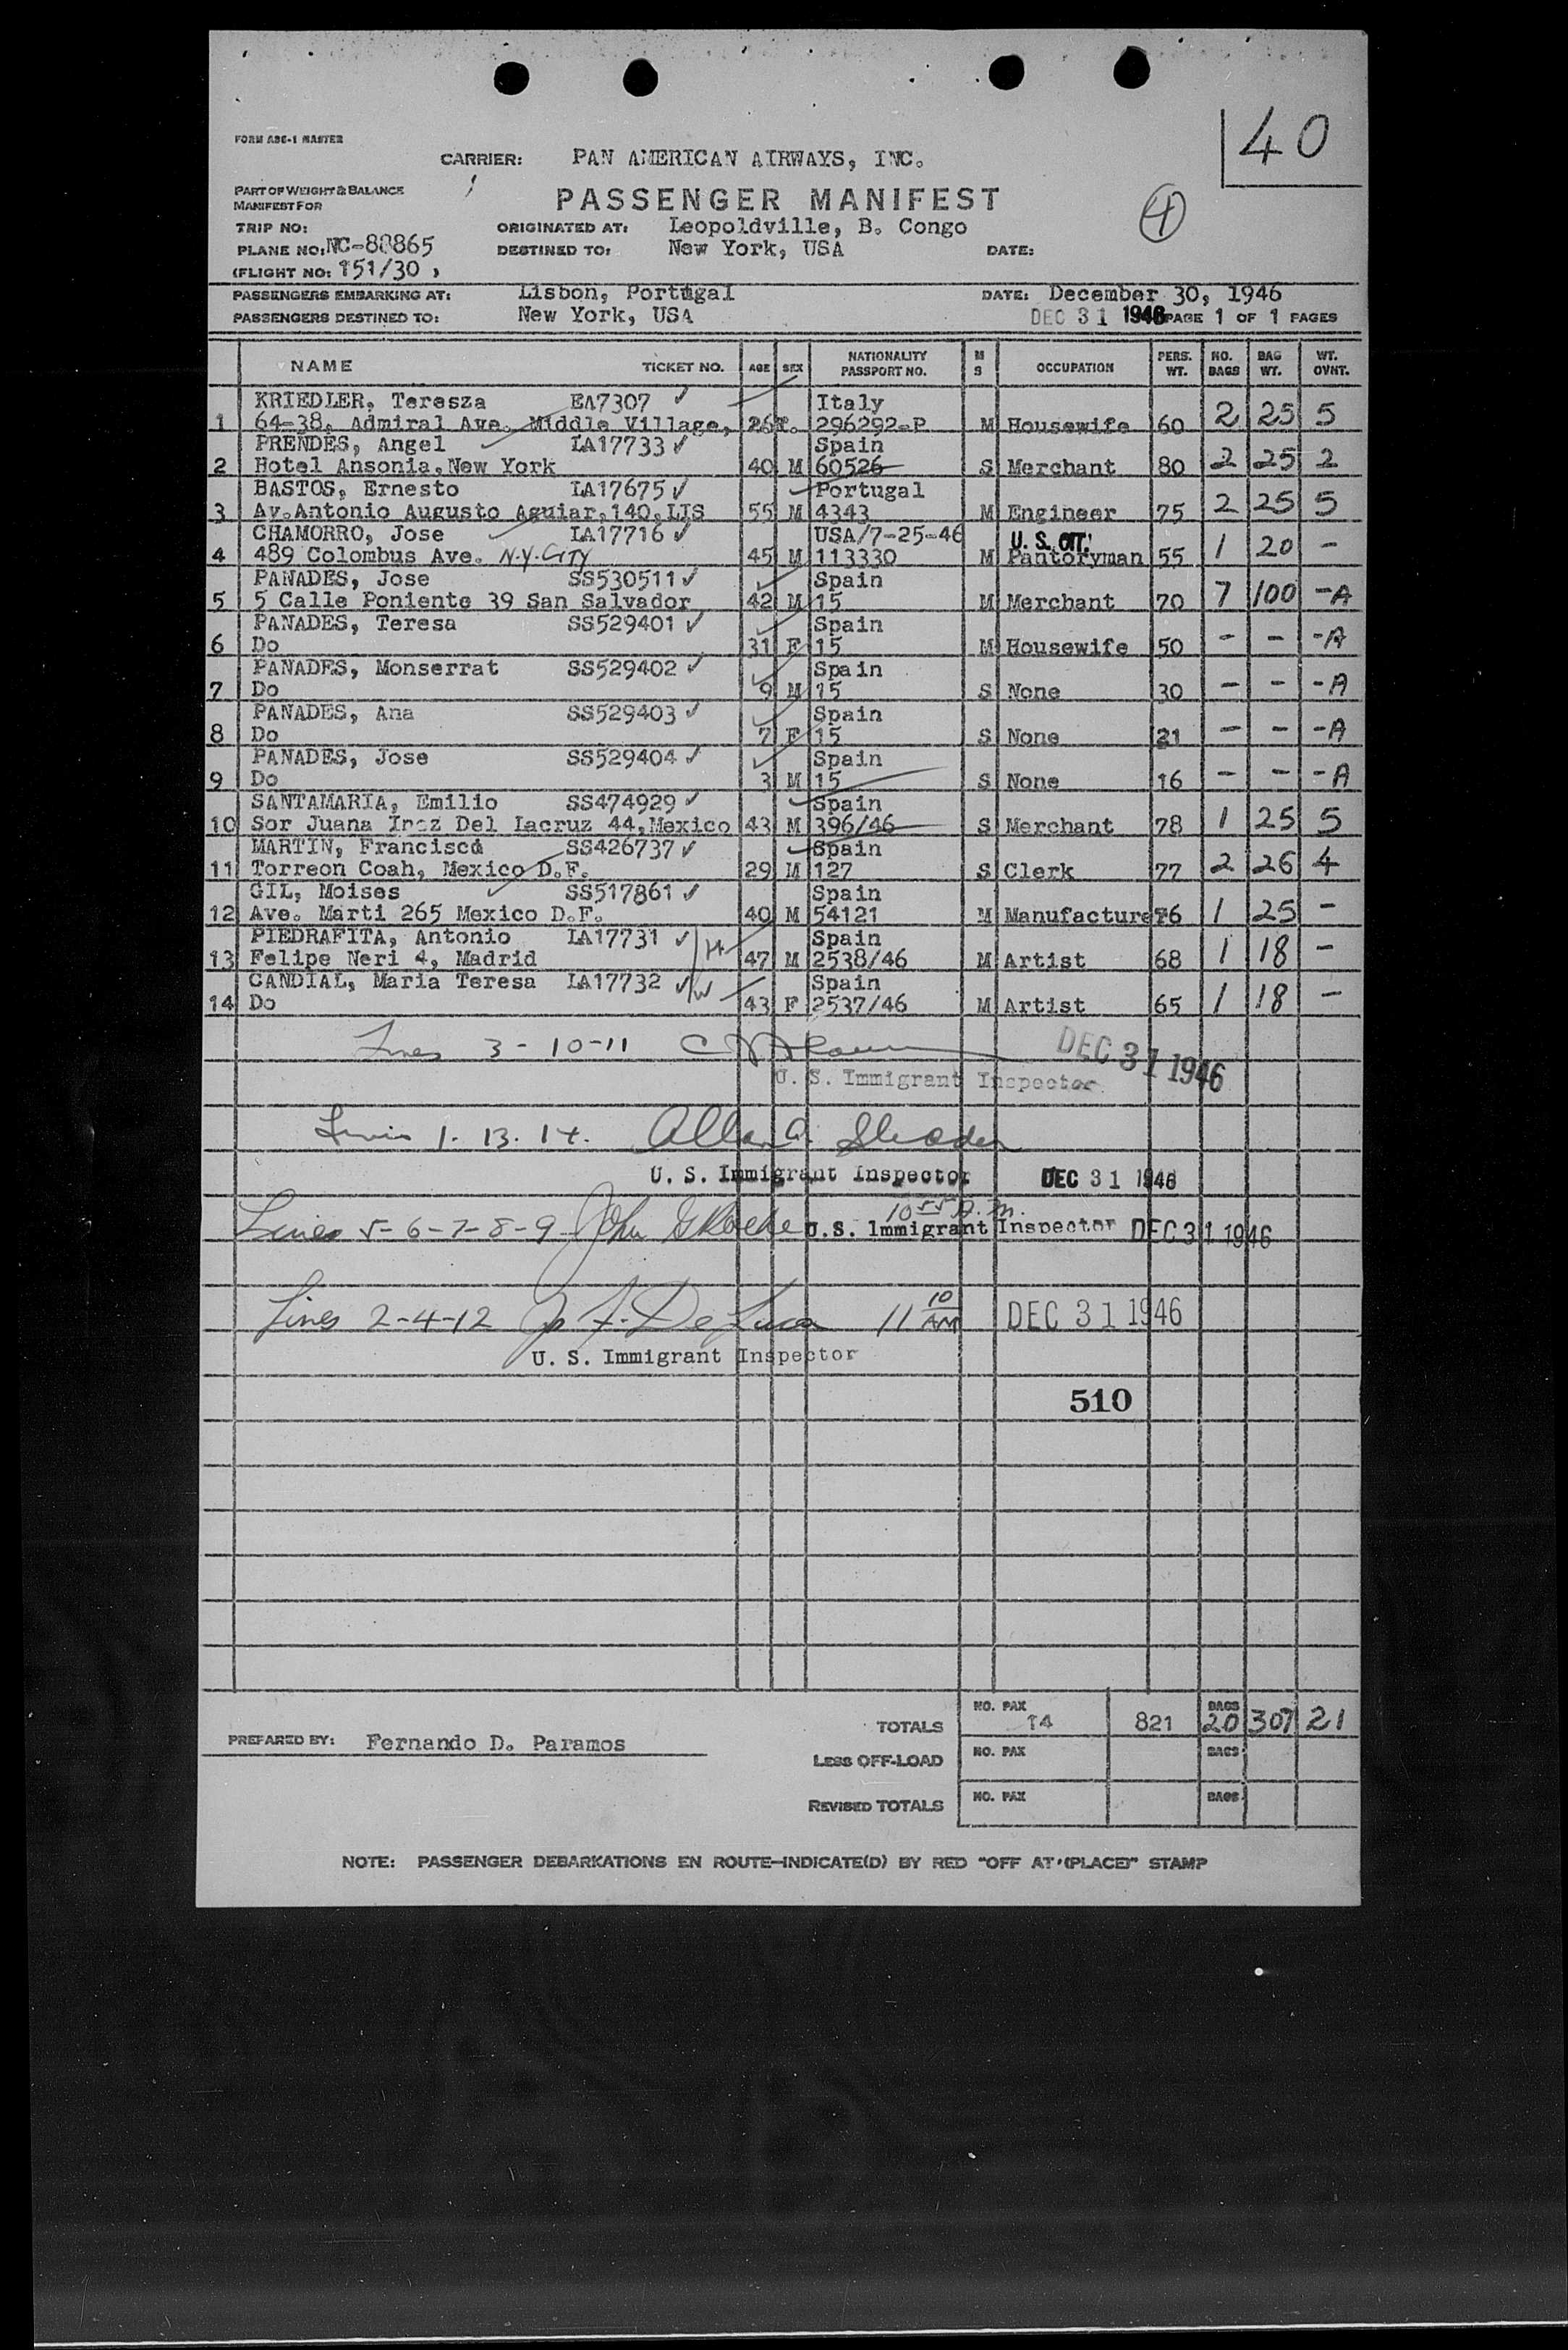 40
FORM ABC-1 MASTER
CARRIER: PAN AMERICAN AIRWAYS, INC.
PART OF WEIGHT & BALANCE
MANIFEST FOR
PASSENGER MANIFEST
4
TRIP NO: ORIGINATED AT: Leopoldville, B. Congo
PLANE NO: NC-88865 DESTINED TO: New York, USA DATE:
(FLIGHT NO: 151/30 )
PASSENGERS EMBARKING AT: Lisbon, Portugal DATE: December 30, 1946
PASSENGERS DESTINED TO: New York, USA DEC 31 1946 PAGE 1 OF 1 PAGES
NAME TICKET NO. AGE SEX NATIONALITY PASSPORT NO. M S OCCUPATION PERS. WT. NO. BAGS BAG WT. WT. OVHT.
KRIEDLER, Teresza EA7307 ✓ Italy
1 64-38, Admiral Ave. Middle Village, 26 F. 296292-P M Housewife 60 2 25 5
PRENDES, Angel LA17733 ✓ Spain
2 Hotel Ansonia, New York 40 M 60526 S Merchant 80 2 25 2
BASTOS, Ernesto LA17675 ✓ Portugal
3 Av.Antonio Augusto Aguiar,140,LIS 55 M 4343 M Engineer 75 2 25 5
CHAMORRO, Jose LA17716 ✓ USA/7-25-46 U. S. CIT.
4 489 Colombus Ave. N.Y. CITY 45 M 113330 M Pantoryman 55 1 20 -
PANADES, Jose SS530511 ✓ Spain
5 5 Calle Poniente 39 San Salvador 42 M 15 M Merchant 70 7 100 -A
PANADES, Teresa SS529401 ✓ Spain
6 Do 31 F 15 M Housewife 50 - - -A
PANADES, Monserrat SS529402 ✓ Spain
7 Do 9 M 15 S None 30 - - -A
PANADES, Ana SS529403 ✓ Spain
8 Do 7 F 15 S None 21 - - -A
PANADES, Jose SS529404 ✓ Spain
9 Do 3 M 15 S None 16 - - -A
SANTAMARIA, Emilio SS474929 ✓ Spain
10 Sor Juana Inez Del Lacruz 44,Mexico 43 M 396/46 S Merchant 78 1 25 5
MARTIN, Francisco SS426737 ✓ Spain
11 Torreon Coah, Mexico D.F. 29 M 127 S Clerk 77 2 26 4
GIL, Moises SS517861 ✓ Spain
12 Ave. Marti 265 Mexico D.F. 40 M 54121 M Manufacturer 76 1 25 -
PIEDRAFITA, Antonio LA17731 ✓ H Spain
13 Felipe Neri 4, Madrid 47 M 2538/46 M Artist 68 1 18 -
CANDIAL, Maria Teresa LA17732 ✓ W Spain
14 Do 43 F 2537/46 M Artist 65 1 18 -
Lines 3-10-11 DEC 31 1946
U. S. Immigrant Inspector
Lines 1. 13. 14.
U. S. Immigrant Inspector DEC 31 1946
10 55 A.M.
Lines 5-6-7-8-9 John U.S. Immigrant Inspector DEC 31 1946
Lines 2-4-12 11 10 AM DEC 31 1946
U. S. Immigrant Inspector
510
TOTALS NO. PAX 14 821 BAGS 20 307 21
PREPARED BY: Fernando D. Paramos
LESS OFF-LOAD NO. PAX BAGS
REVISED TOTALS NO. PAX BAGS
NOTE: PASSENGER DEBARKATIONS EN ROUTE—INDICATE(D) BY RED "OFF AT (PLACE)" STAMP